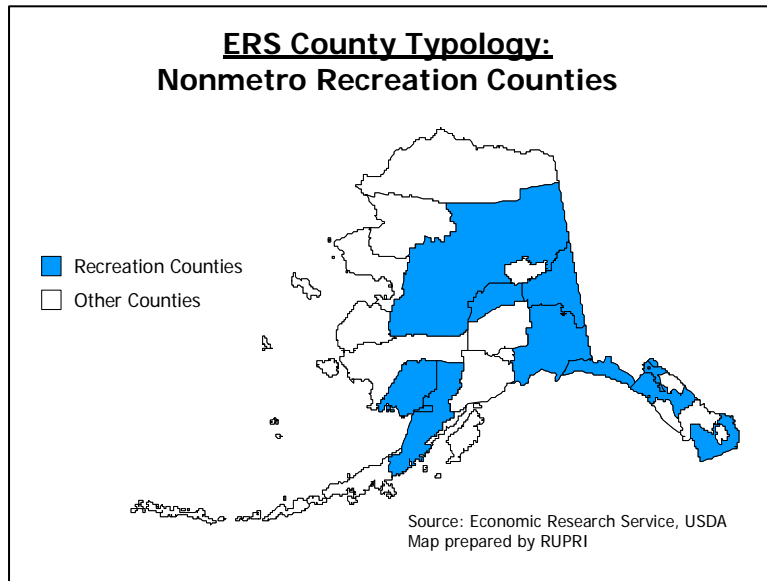 ERS County Typology:
Nonmetro Recreation Counties
Recreation Counties
Other Counties
Source: Economic Research Service, USDA
Map prepared by RUPRI